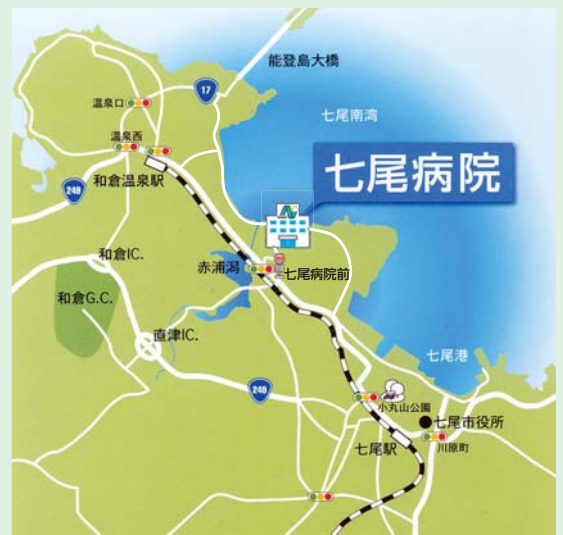 能登島大橋
17
温泉口
七尾南湾
温泉西
七尾病院
249
和倉温泉駅
和倉IC.
赤浦潟
七尾病院前
和倉G.C.
直津IC.
七尾港
249
小丸山公園
七尾市役所
七尾駅
川原町